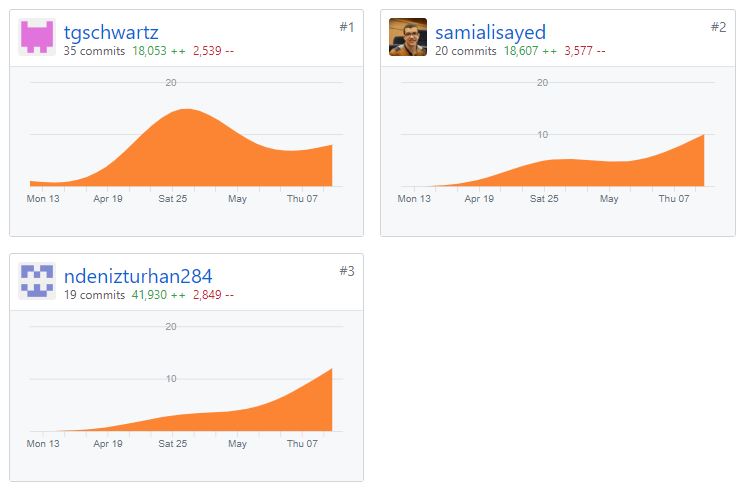 tgschwartz #1
35 commits 18,053 ++ 2,539 --
20
Mon 13 Apr 19 Sat 25 May Thu 07
samialisayed #2
20 commits 18,607 ++ 3,577 --
20
10
Mon 13 Apr 19 Sat 25 May Thu 07
ndenizturhan284 #3
19 commits 41,930 ++ 2,849 --
20
10
Mon 13 Apr 19 Sat 25 May Thu 07